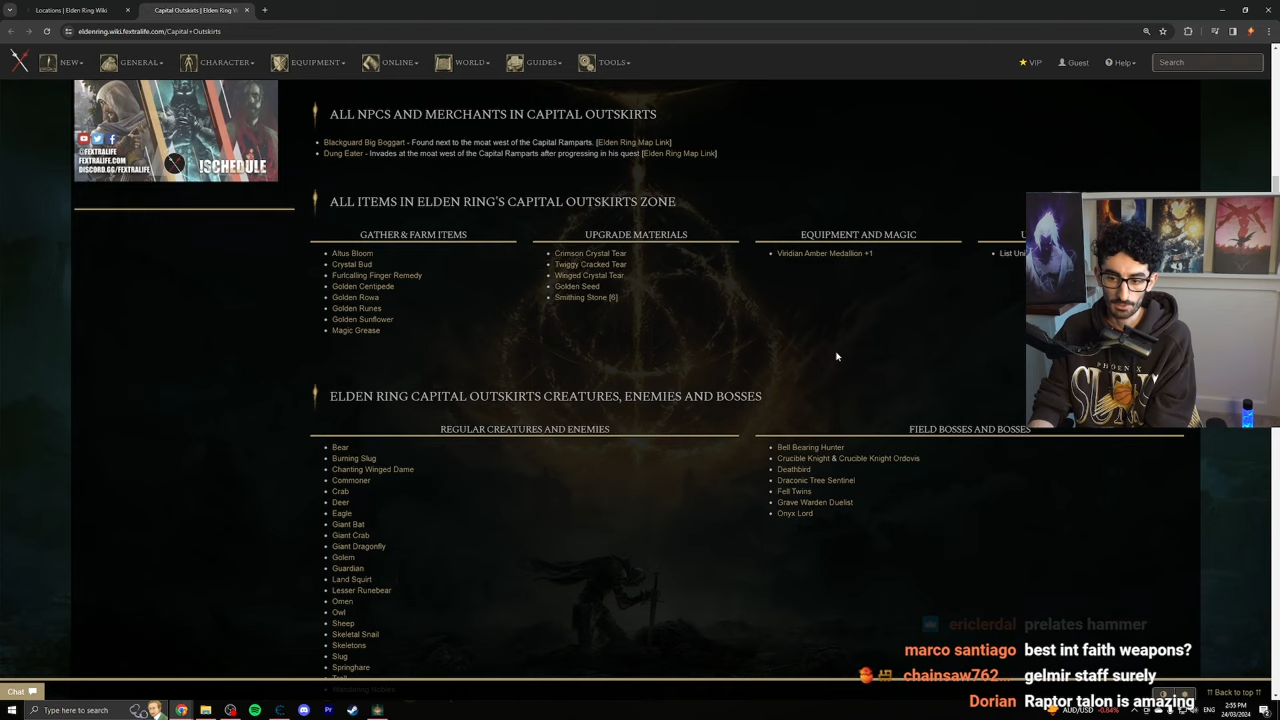 Locations | Elden Ring Wiki
Capital Outskirts | Elden Ring W
eldenring.wiki.fextralife.com/Capital+Outskirts
NEW
GENERAL
CHARACTER
EQUIPMENT
ONLINE
WORLD
GUIDES
TOOLS
VIP
Guest
Help
Search
@FEXTRALIFE
FEXTRALIFE.COM
DISCORD.GG/FEXTRALIFE
!SCHEDULE
ALL NPCS AND MERCHANTS IN CAPITAL OUTSKIRTS
Blackguard Big Boggart - Found next to the moat west of the Capital Ramparts. [Elden Ring Map Link]
Dung Eater - Invades at the moat west of the Capital Ramparts after progressing in his quest [Elden Ring Map Link]
ALL ITEMS IN ELDEN RING'S CAPITAL OUTSKIRTS ZONE
GATHER & FARM ITEMS
Altus Bloom
Crystal Bud
Furlcalling Finger Remedy
Golden Centipede
Golden Rowa
Golden Runes
Golden Sunflower
Magic Grease
UPGRADE MATERIALS
Crimson Crystal Tear
Twiggy Cracked Tear
Winged Crystal Tear
Golden Seed
Smithing Stone [6]
EQUIPMENT AND MAGIC
Viridian Amber Medallion +1
U
List Uni
ELDEN RING CAPITAL OUTSKIRTS CREATURES, ENEMIES AND BOSSES
REGULAR CREATURES AND ENEMIES
Bear
Burning Slug
Chanting Winged Dame
Commoner
Crab
Deer
Eagle
Giant Bat
Giant Crab
Giant Dragonfly
Golem
Guardian
Land Squirt
Lesser Runebear
Omen
Owl
Sheep
Skeletal Snail
Skeletons
Slug
Springhare
Troll
Wandering Nobles
FIELD BOSSES AND BOSSES
Bell Bearing Hunter
Crucible Knight & Crucible Knight Ordovis
Deathbird
Draconic Tree Sentinel
Fell Twins
Grave Warden Duelist
Onyx Lord
PHOENIX
SUNS
ericlerdal prelates hammer
marco santiago best int faith weapons?
chainsaw762... gelmir staff surely
Dorian Raptor talon is amazing
Chat
Back to top
Type here to search
AUD/USD -0.84%
ENG
2:55 PM
24/03/2024